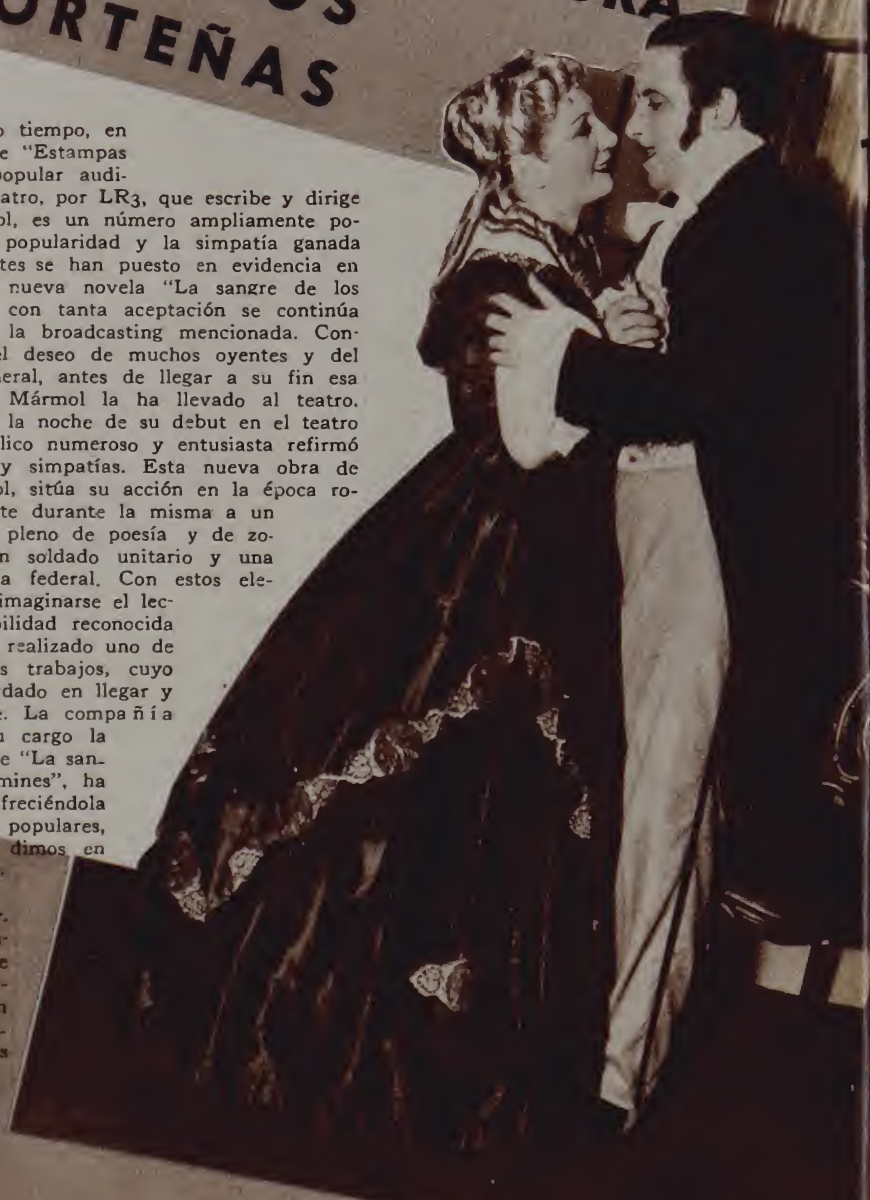 OS
RA
ORTEÑAS
o tiempo, en
e "Estampas
opular audi-
atro, por LR3, que escribe y dirige
ol, es un número ampliamente po-
popularidad y la simpatía ganada
tes se han puesto en evidencia en
nueva novela "La sangre de los
con tanta aceptación se continúa
la broadcasting mencionada. Con-
el deseo de muchos oyentes y del
neral, antes de llegar a su fin esa
Mármol la ha llevado al teatro.
la noche de su debut en el teatro
lico numeroso y entusiasta refirmó
y simpatías. Esta nueva obra de
ol, sitúa su acción en la época ro-
te durante la misma a un
pleno de poesía y de zo-
n soldado unitario y una
a federal. Con estos ele-
imaginarse el lec-
bilidad reconocida
realizado uno de
s trabajos, cuyo
dado en llegar y
e. La compañía
u cargo la
e "La san-
mines", ha
freciéndola
populares,
dimos en
.
r.
e
-
n
-
s